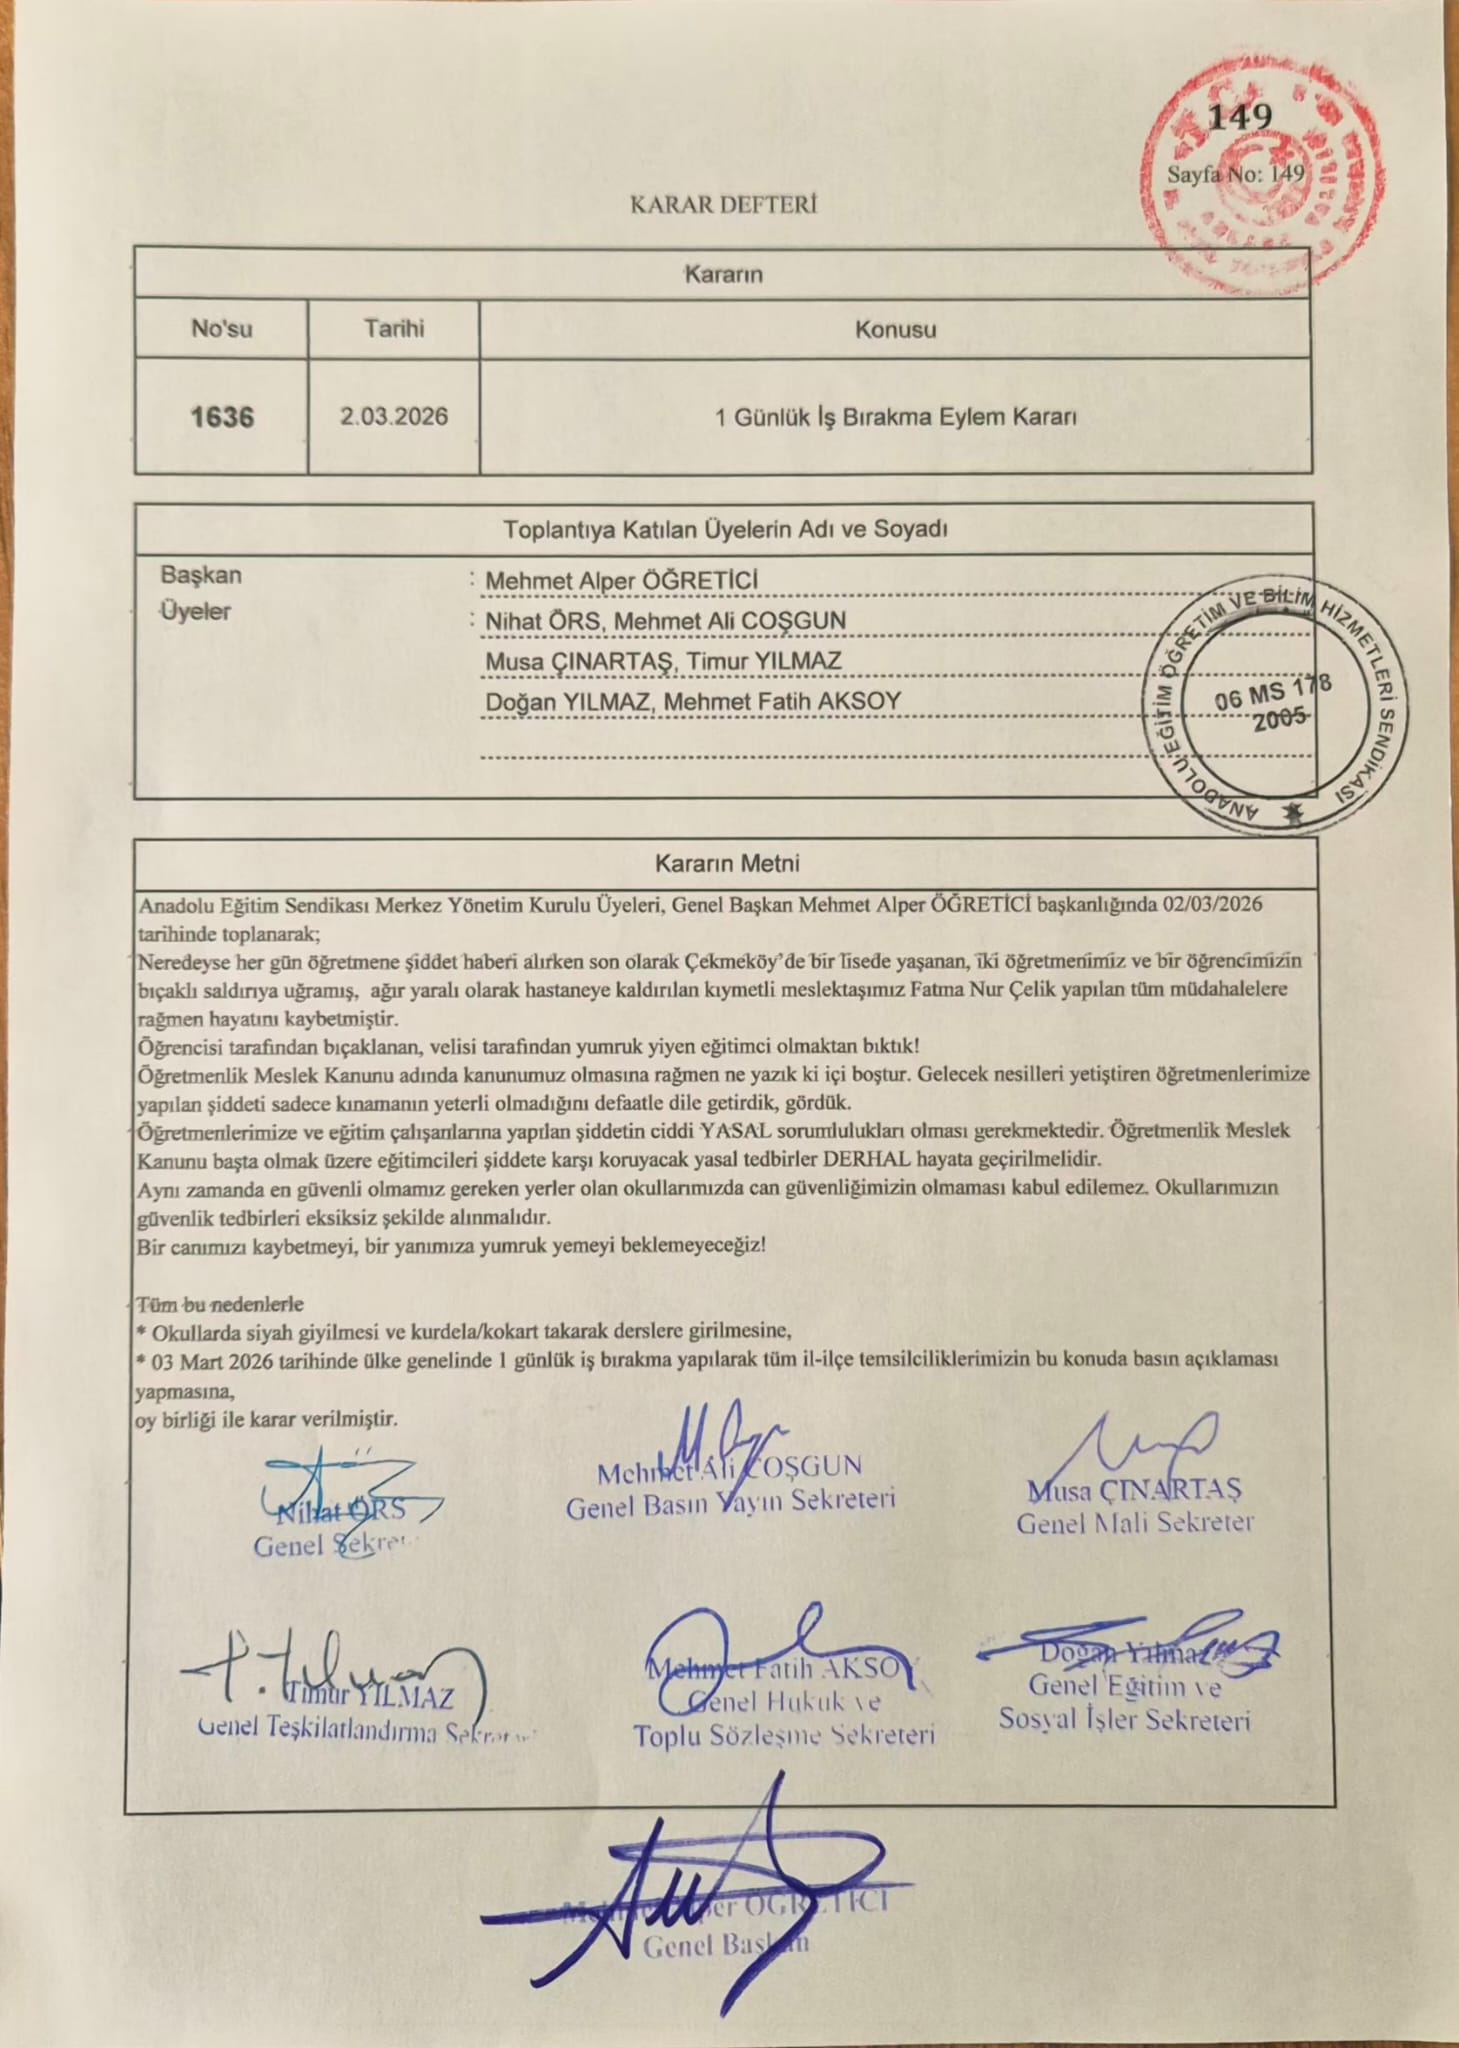 149
Sayfa No: 149
KARAR DEFTERİ
Kararın
No'su Tarihi Konusu
1636 2.03.2026 1 Günlük İş Bırakma Eylem Kararı
Toplantıya Katılan Üyelerin Adı ve Soyadı
Başkan : Mehmet Alper ÖĞRETİCİ
Üyeler : Nihat ÖRS, Mehmet Ali COŞGUN
Musa ÇINARTAŞ, Timur YILMAZ
Doğan YILMAZ, Mehmet Fatih AKSOY
ANADOLU EĞİTİM ÖĞRETİM VE BİLİM HİZMETLERİ SENDİKASI
06 MS 178
2005
Kararın Metni
Anadolu Eğitim Sendikası Merkez Yönetim Kurulu Üyeleri, Genel Başkan Mehmet Alper ÖĞRETİCİ başkanlığında 02/03/2026
tarihinde toplanarak;
Neredeyse her gün öğretmene şiddet haberi alırken son olarak Çekmeköy'de bir lisede yaşanan, iki öğretmenimiz ve bir öğrencimizin
bıçaklı saldırıya uğramış, ağır yaralı olarak hastaneye kaldırılan kıymetli meslektaşımız Fatma Nur Çelik yapılan tüm müdahalelere
rağmen hayatını kaybetmiştir.
Öğrencisi tarafından bıçaklanan, velisi tarafından yumruk yiyen eğitimci olmaktan bıktık!
Öğretmenlik Meslek Kanunu adında kanunumuz olmasına rağmen ne yazık ki içi boştur. Gelecek nesilleri yetiştiren öğretmenlerimize
yapılan şiddeti sadece kınamanın yeterli olmadığını defaatle dile getirdik, gördük.
Öğretmenlerimize ve eğitim çalışanlarına yapılan şiddetin ciddi YASAL sorumlulukları olması gerekmektedir. Öğretmenlik Meslek
Kanunu başta olmak üzere eğitimcileri şiddete karşı koruyacak yasal tedbirler DERHAL hayata geçirilmelidir.
Aynı zamanda en güvenli olmamız gereken yerler olan okullarımızda can güvenliğimizin olmaması kabul edilemez. Okullarımızın
güvenlik tedbirleri eksiksiz şekilde alınmalıdır.
Bir canımızı kaybetmeyi, bir yanımıza yumruk yemeyi beklemeyeceğiz!
Tüm bu nedenlerle
* Okullarda siyah giyilmesi ve kurdela/kokart takarak derslere girilmesine,
* 03 Mart 2026 tarihinde ülke genelinde 1 günlük iş bırakma yapılarak tüm il-ilçe temsilciliklerimizin bu konuda basın açıklaması
yapmasına,
oy birliği ile karar verilmiştir.
Nihat ÖRS Mehmet Ali COŞGUN Musa ÇINARTAŞ
Genel Sekreter Genel Basın Yayın Sekreteri Genel Mali Sekreter
Timur YILMAZ Mehmet Fatih AKSOY Doğan Yılmaz
Genel Teşkilatlandırma Sekreteri Genel Hukuk ve Genel Eğitim ve
Toplu Sözleşme Sekreteri Sosyal İşler Sekreteri
Mehmet Alper ÖĞRETİCİ
Genel Başkan